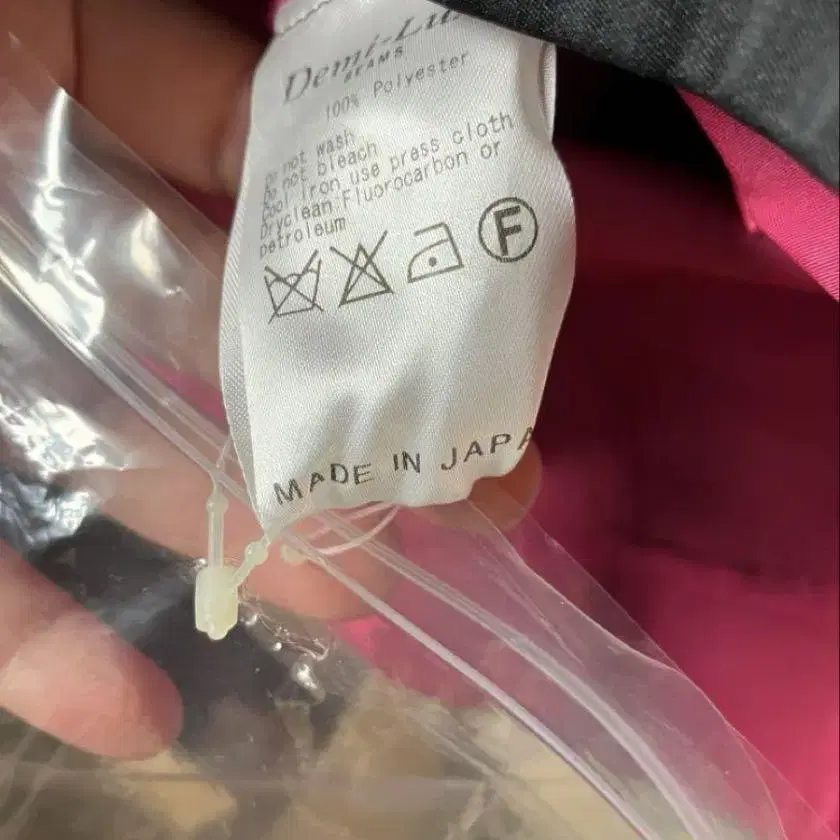 Demi-Lu
BEAMS
100% Polyester
Do not wash
Do not bleach
Cool iron use press cloth
Dryclean:Fluorocarbon or
petroleum
F
MADE IN JAPA